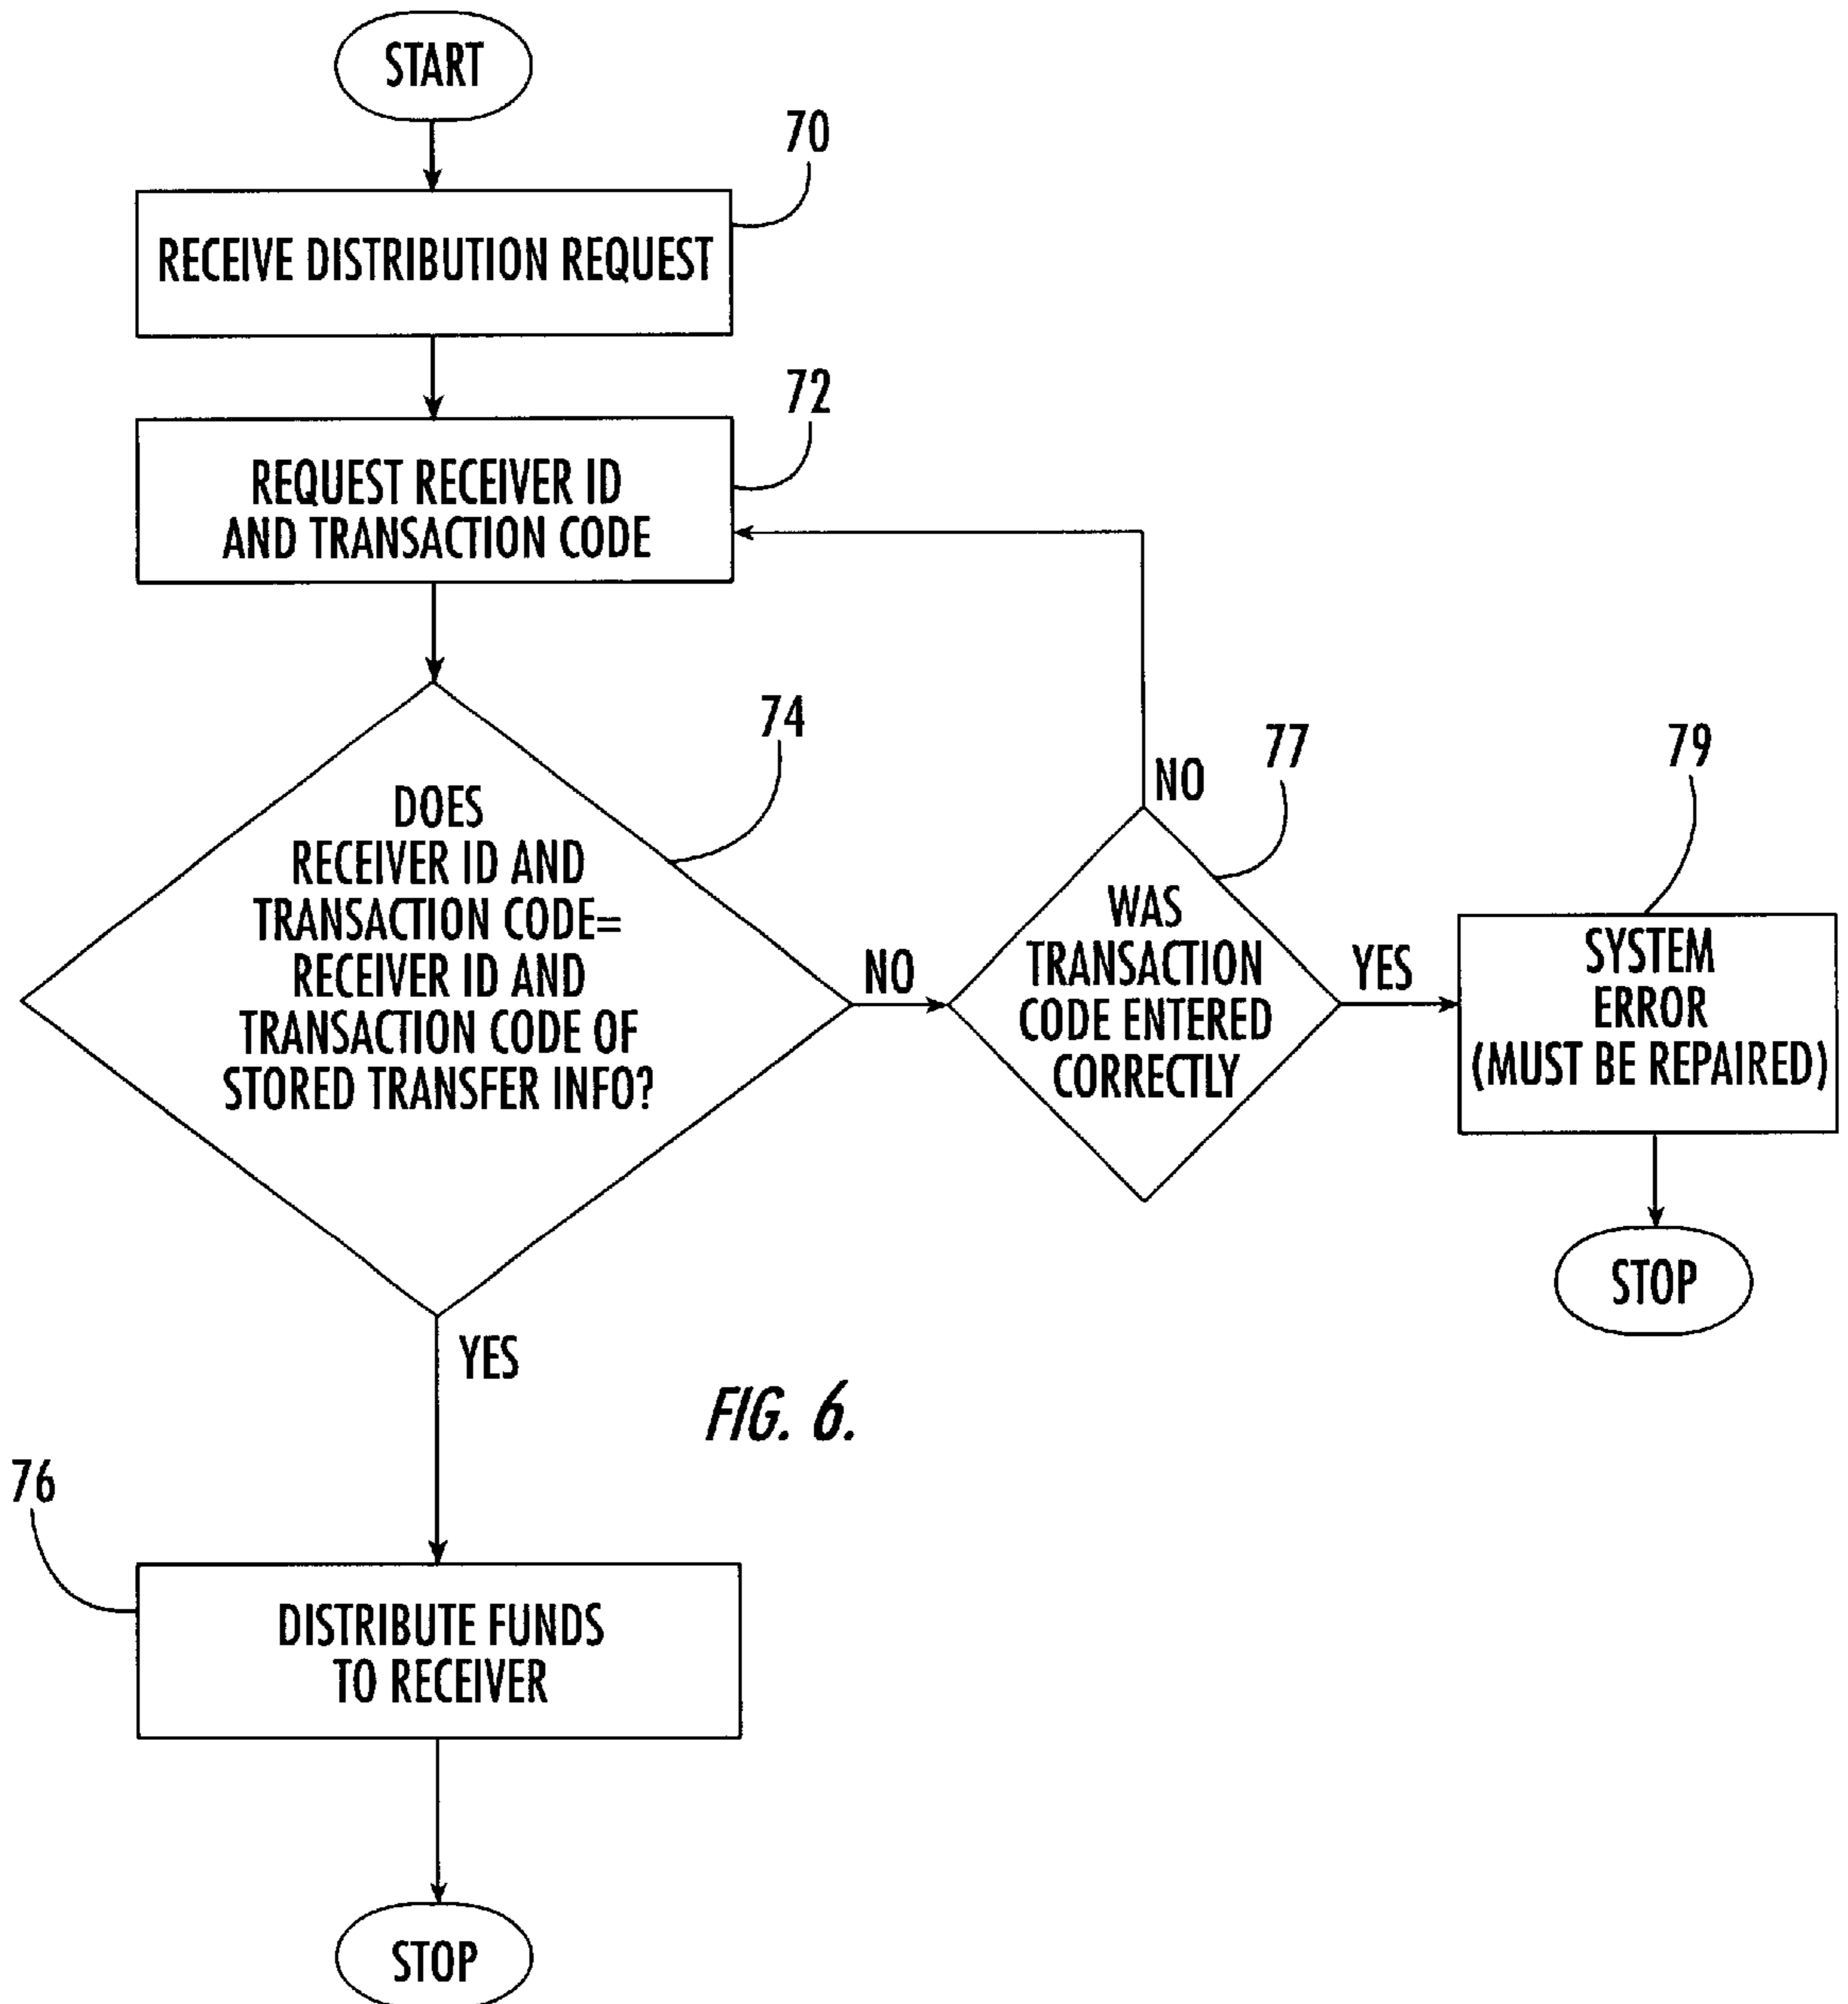 START
70
RECEIVE DISTRIBUTION REQUEST
72
REQUEST RECEIVER ID
AND TRANSACTION CODE
74
DOES
RECEIVER ID AND
TRANSACTION CODE=
RECEIVER ID AND
TRANSACTION CODE OF
STORED TRANSFER INFO?
NO
77
NO
WAS
TRANSACTION
CODE ENTERED
CORRECTLY
YES
79
SYSTEM
ERROR
(MUST BE REPAIRED)
STOP
YES
FIG. 6.
76
DISTRIBUTE FUNDS
TO RECEIVER
STOP